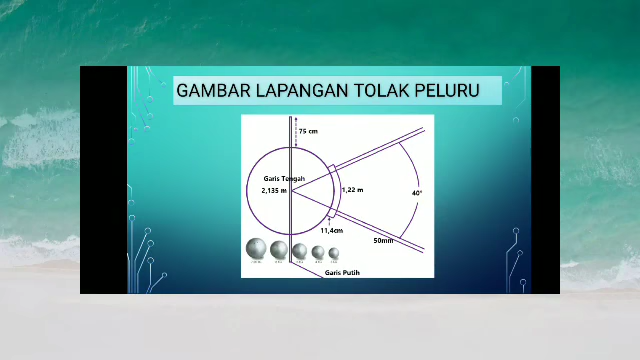 GAMBAR LAPANGAN TOLAK PELURU
75 cm
Garis Tengah
2,135 m
1,22 m
40°
11,4cm
50mm
Garis Putih